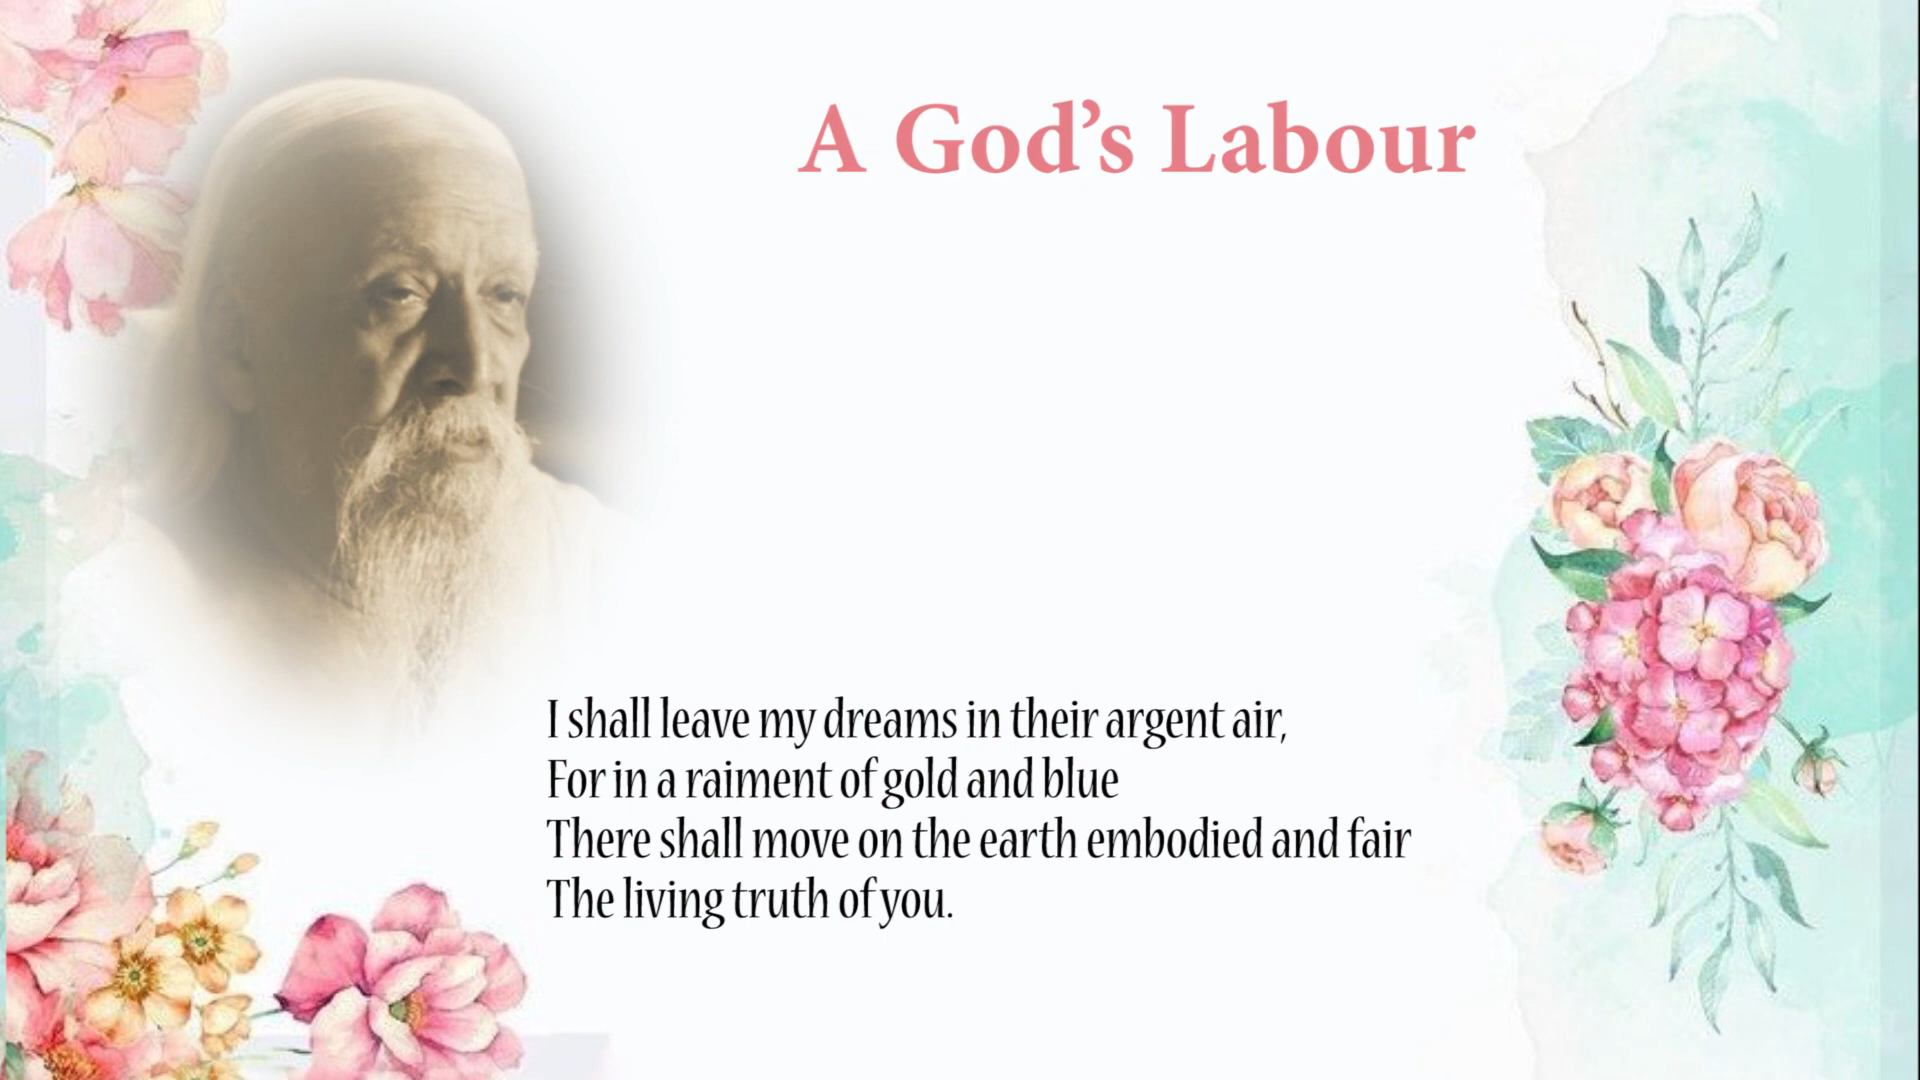 A God’s Labour
I shall leave my dreams in their argent air,
For in a raiment of gold and blue
There shall move on the earth embodied and fair
The living truth of you.